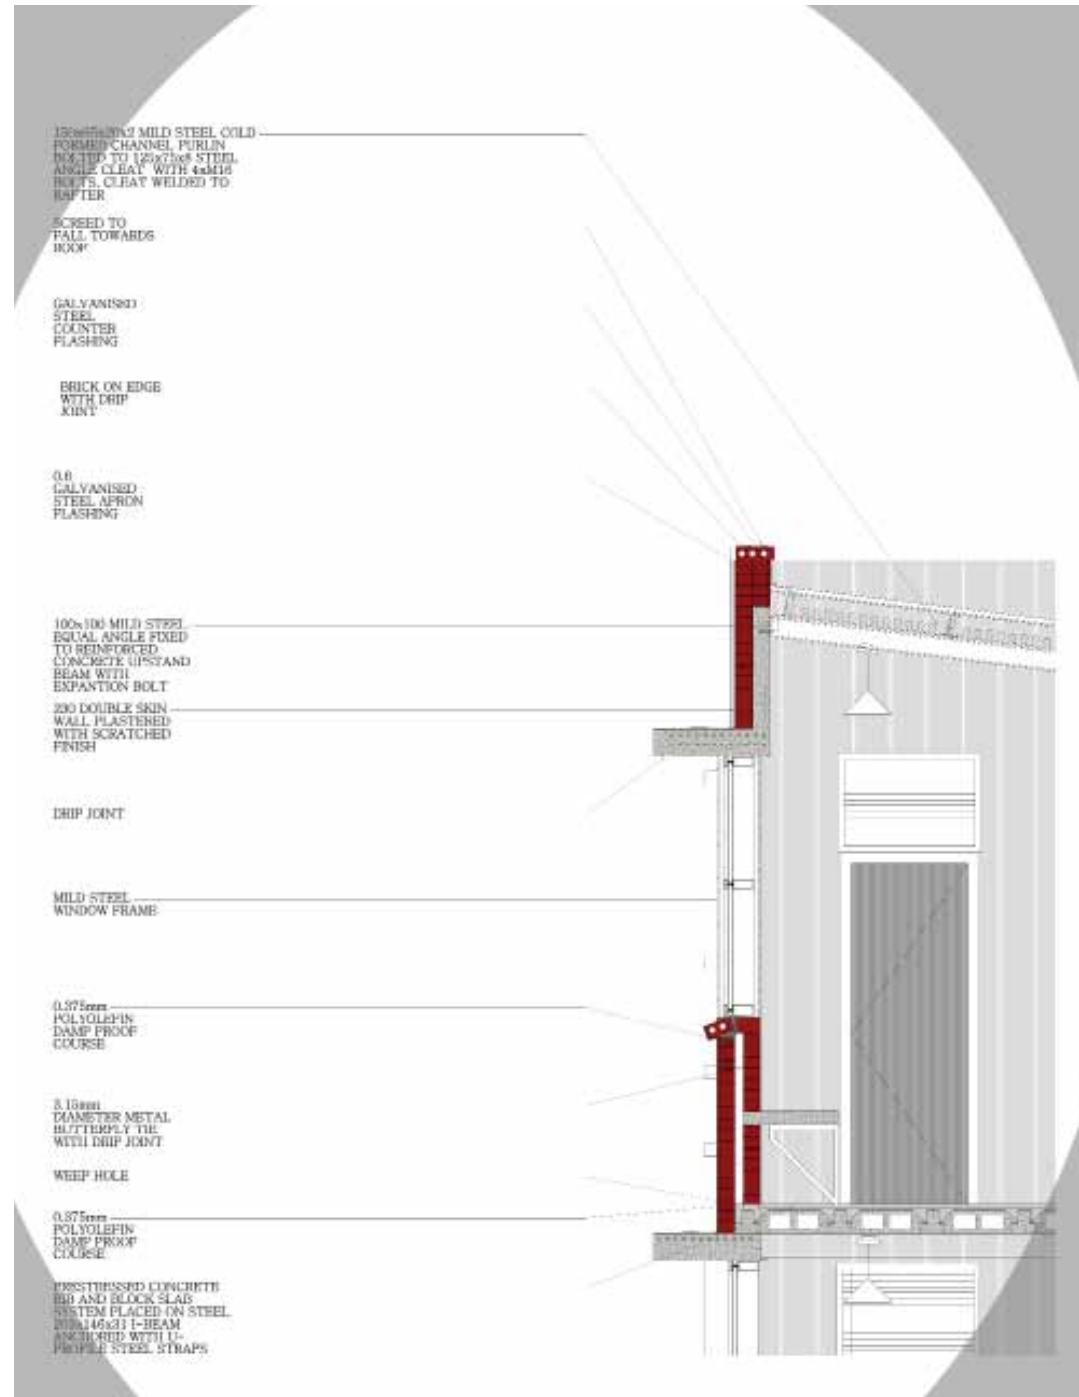 MILD STEEL COLD
FORMED CHANNEL PURLIN
BOLTED TO 125x75x8 STEEL
ANGLE CLEAT WITH 4xM16
BOLTS. CLEAT WELDED TO
RAFTER
SCREED TO
FALL TOWARDS
ROOF
GALVANISED
STEEL
COUNTER
FLASHING
BRICK ON EDGE
WITH DRIP
JOINT
0.6
GALVANISED
STEEL APRON
FLASHING
100x100 MILD STEEL
EQUAL ANGLE FIXED
TO REINFORCED
CONCRETE UPSTAND
BEAM WITH
EXPANTION BOLT
DOUBLE SKIN
WALL PLASTERED
WITH SCRATCHED
FINISH
DRIP JOINT
MILD STEEL
WINDOW FRAME
0.375mm
POLYOLEFIN
DAMP PROOF
COURSE
3.15mm
DIAMETER METAL
BUTTERFLY TIE
WITH DRIP JOINT
WEEP HOLE
0.375mm
POLYOLEFIN
DAMP PROOF
COURSE
PRESTRESSED CONCRETE
RIB AND BLOCK SLAB
SYSTEM PLACED ON STEEL
I-BEAM
ANCHORED WITH U-
PROFILE STEEL STRAPS